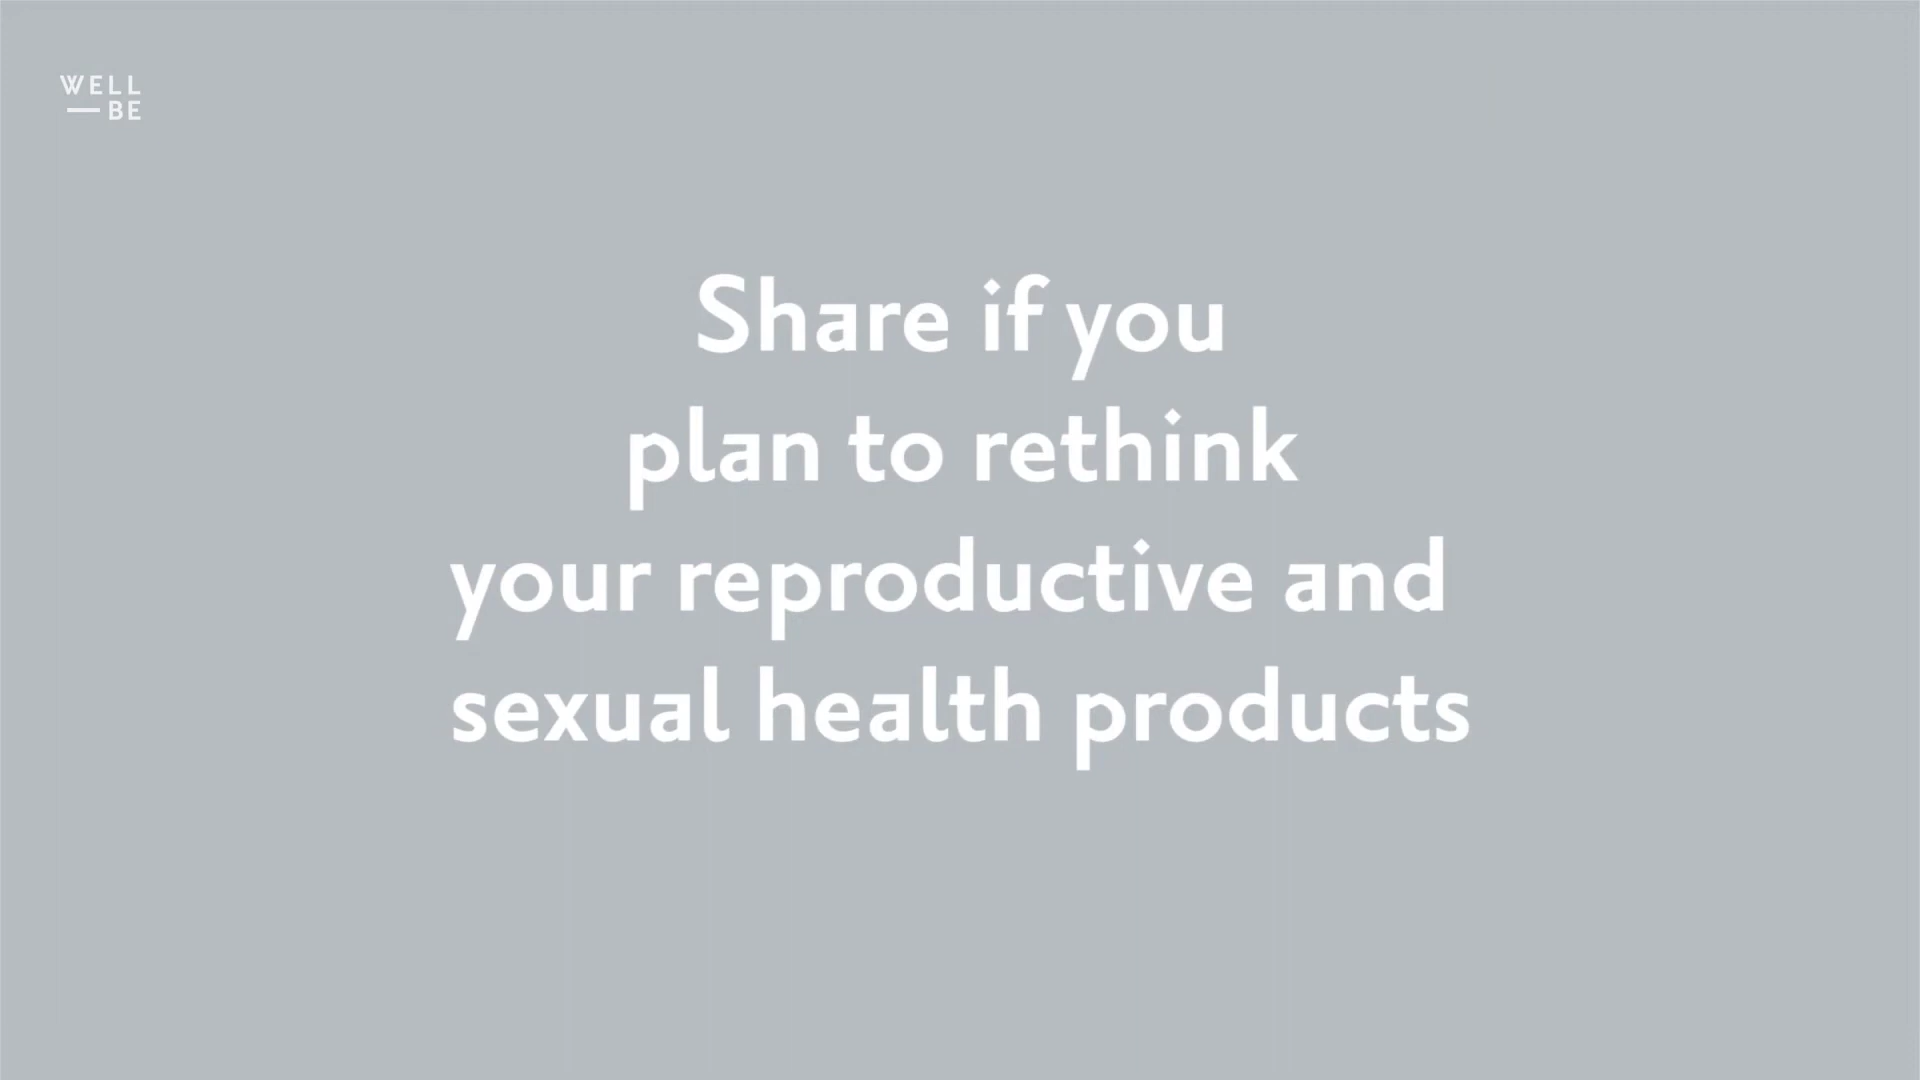 WELL
BE
Share if you
plan to rethink
your reproductive and
sexual health products